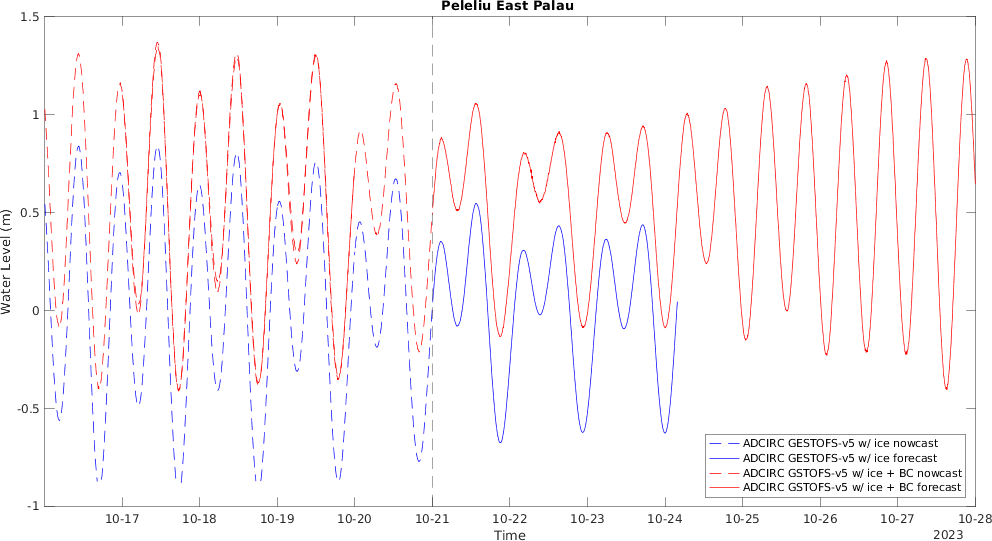 Peleliu East Palau
1.5
1
0.5
0
-0.5
-1
Water Level (m)
10-17 10-18 10-19 10-20 10-21 10-22 10-23 10-24 10-25 10-26 10-27 10-28
Time
2023
ADCIRC GESTOFS-v5 w/ ice nowcast
ADCIRC GESTOFS-v5 w/ ice forecast
ADCIRC GSTOFS-v5 w/ ice + BC nowcast
ADCIRC GSTOFS-v5 w/ ice + BC forecast